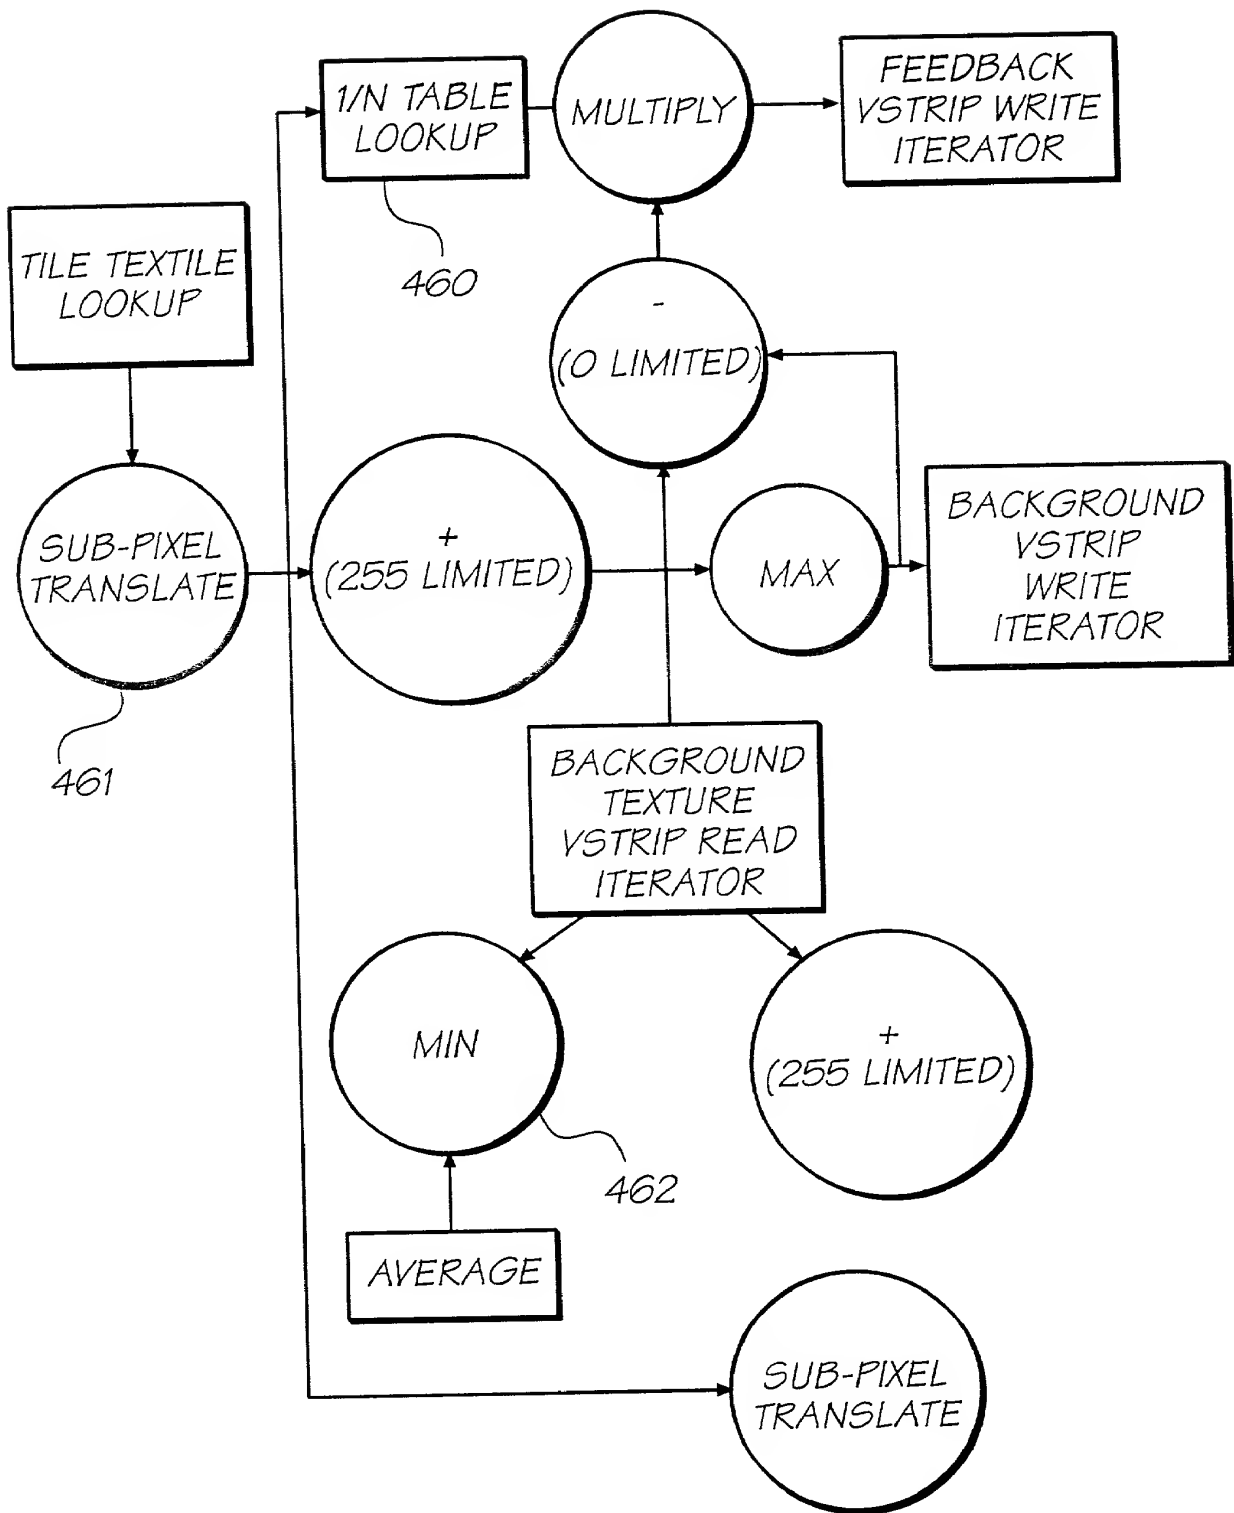 1/N TABLE
LOOKUP
MULTIPLY
FEEDBACK
VSTRIP WRITE
ITERATOR
460
TILE TEXTILE
LOOKUP
-
(0 LIMITED)
SUB-PIXEL
TRANSLATE
461
+
(255 LIMITED)
MAX
BACKGROUND
VSTRIP
WRITE
ITERATOR
BACKGROUND
TEXTURE
VSTRIP READ
ITERATOR
MIN
462
+
(255 LIMITED)
AVERAGE
SUB-PIXEL
TRANSLATE